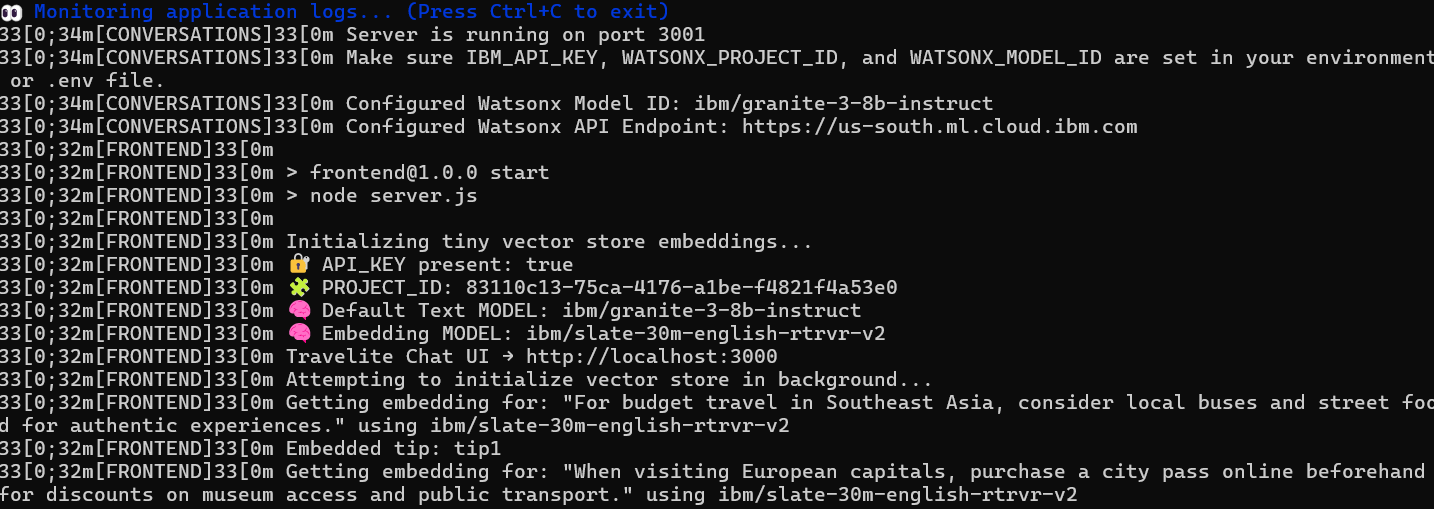 👀 Monitoring application logs... (Press Ctrl+C to exit)
33[0;34m[CONVERSATIONS]33[0m Server is running on port 3001
33[0;34m[CONVERSATIONS]33[0m Make sure IBM_API_KEY, WATSONX_PROJECT_ID, and WATSONX_MODEL_ID are set in your environment
 or .env file.
33[0;34m[CONVERSATIONS]33[0m Configured Watsonx Model ID: ibm/granite-3-8b-instruct
33[0;34m[CONVERSATIONS]33[0m Configured Watsonx API Endpoint: https://us-south.ml.cloud.ibm.com
33[0;32m[FRONTEND]33[0m
33[0;32m[FRONTEND]33[0m > frontend@1.0.0 start
33[0;32m[FRONTEND]33[0m > node server.js
33[0;32m[FRONTEND]33[0m
33[0;32m[FRONTEND]33[0m Initializing tiny vector store embeddings...
33[0;32m[FRONTEND]33[0m 🔐 API_KEY present: true
33[0;32m[FRONTEND]33[0m 🧩 PROJECT_ID: 83110c13-75ca-4176-a1be-f4821f4a53e0
33[0;32m[FRONTEND]33[0m 🧠 Default Text MODEL: ibm/granite-3-8b-instruct
33[0;32m[FRONTEND]33[0m 🧠 Embedding MODEL: ibm/slate-30m-english-rtrvr-v2
33[0;32m[FRONTEND]33[0m Travelite Chat UI → http://localhost:3000
33[0;32m[FRONTEND]33[0m Attempting to initialize vector store in background...
33[0;32m[FRONTEND]33[0m Getting embedding for: "For budget travel in Southeast Asia, consider local buses and street foo
d for authentic experiences." using ibm/slate-30m-english-rtrvr-v2
33[0;32m[FRONTEND]33[0m Embedded tip: tip1
33[0;32m[FRONTEND]33[0m Getting embedding for: "When visiting European capitals, purchase a city pass online beforehand
for discounts on museum access and public transport." using ibm/slate-30m-english-rtrvr-v2